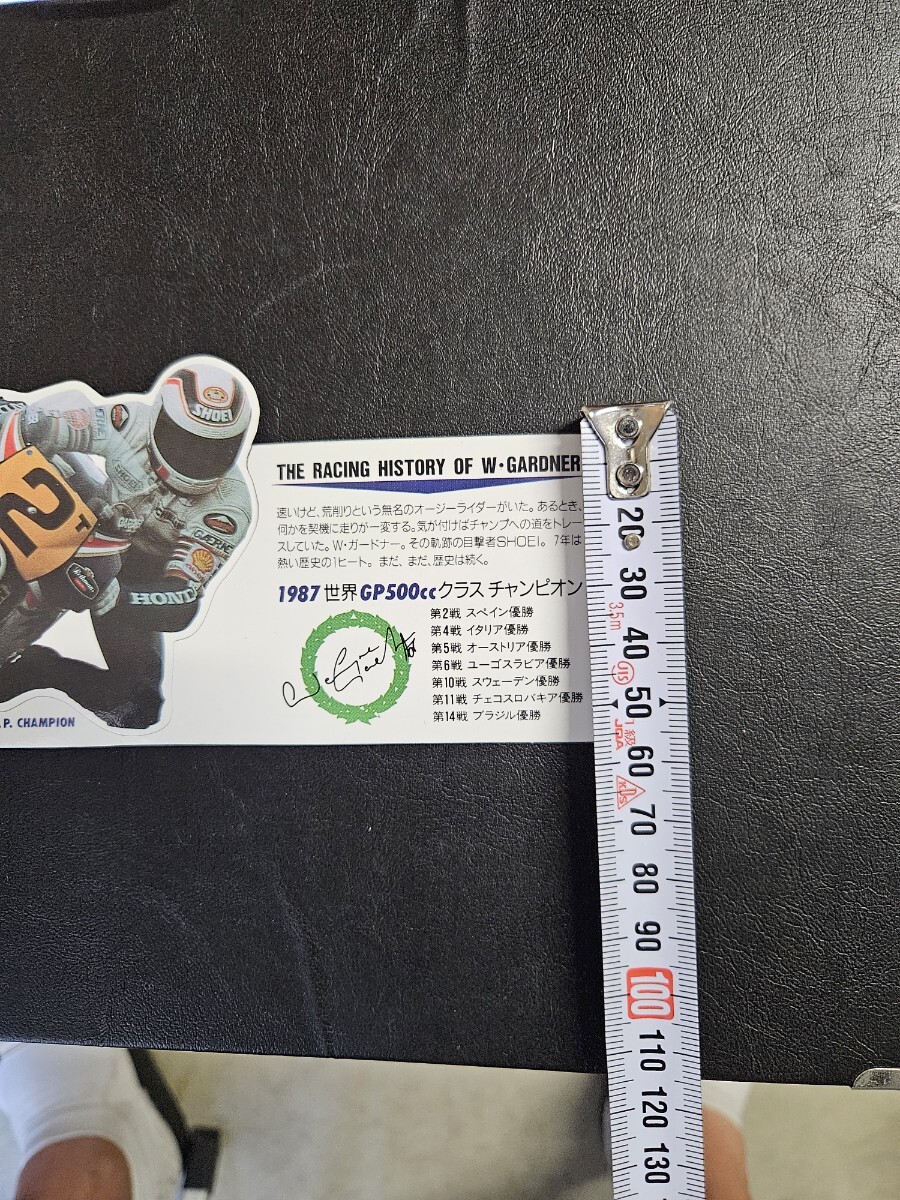 SHOEI
2
HONDA
P. CHAMPION
THE RACING HISTORY OF W・GARDNER
速いけど、荒削りという無名のオージーライダーがいた。あるとき、
何かを契機に走りが一変する。気が付けばチャンプへの道をトレー
スしていた。W・ガードナー。その軌跡の目撃者SHOEI。7年は
熱い歴史の1ヒート。まだ、まだ、歴史は続く。
1987 世界GP500ccクラス チャンピオン
第2戦 スペイン優勝
第4戦 イタリア優勝
第5戦 オーストリア優勝
第6戦 ユーゴスラビア優勝
第10戦 スウェーデン優勝
第11戦 チェコスロバキア優勝
第14戦 ブラジル優勝
20
30
3.5m
40
JIS
50
1級
JQA
60
KDS
70
80
90
100
110
120
130